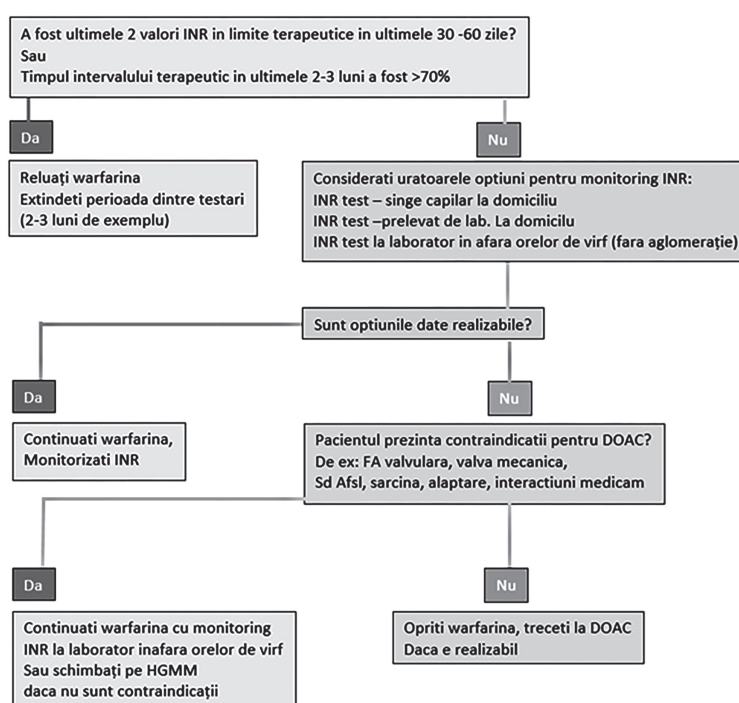 A fost ultimele 2 valori INR in limite terapeutice in ultimele 30 -60 zile?
Sau
Timpul intervalului terapeutic in ultimele 2-3 luni a fost >70%
Da
Nu
Reluați warfarina
Extindeti perioada dintre testari
(2-3 luni de exemplu)
Considerati uratoarele optiuni pentru monitoring INR:
INR test – singe capilar la domiciliu
INR test –prelevat de lab. La domicilu
INR test la laborator in afara orelor de virf (fara aglomerație)
Sunt optiunile date realizabile?
Da
Nu
Continuati warfarina,
Monitorizati INR
Pacientul prezinta contraindicatii pentru DOAC?
De ex: FA valvulara, valva mecanica,
Sd Afsl, sarcina, alaptare, interactiuni medicam
Da
Nu
Continuati warfarina cu monitoring
INR la laborator inafara orelor de virf
Sau schimbați pe HGMM
daca nu sunt contraindicații
Opriti warfarina, treceti la DOAC
Daca e realizabil